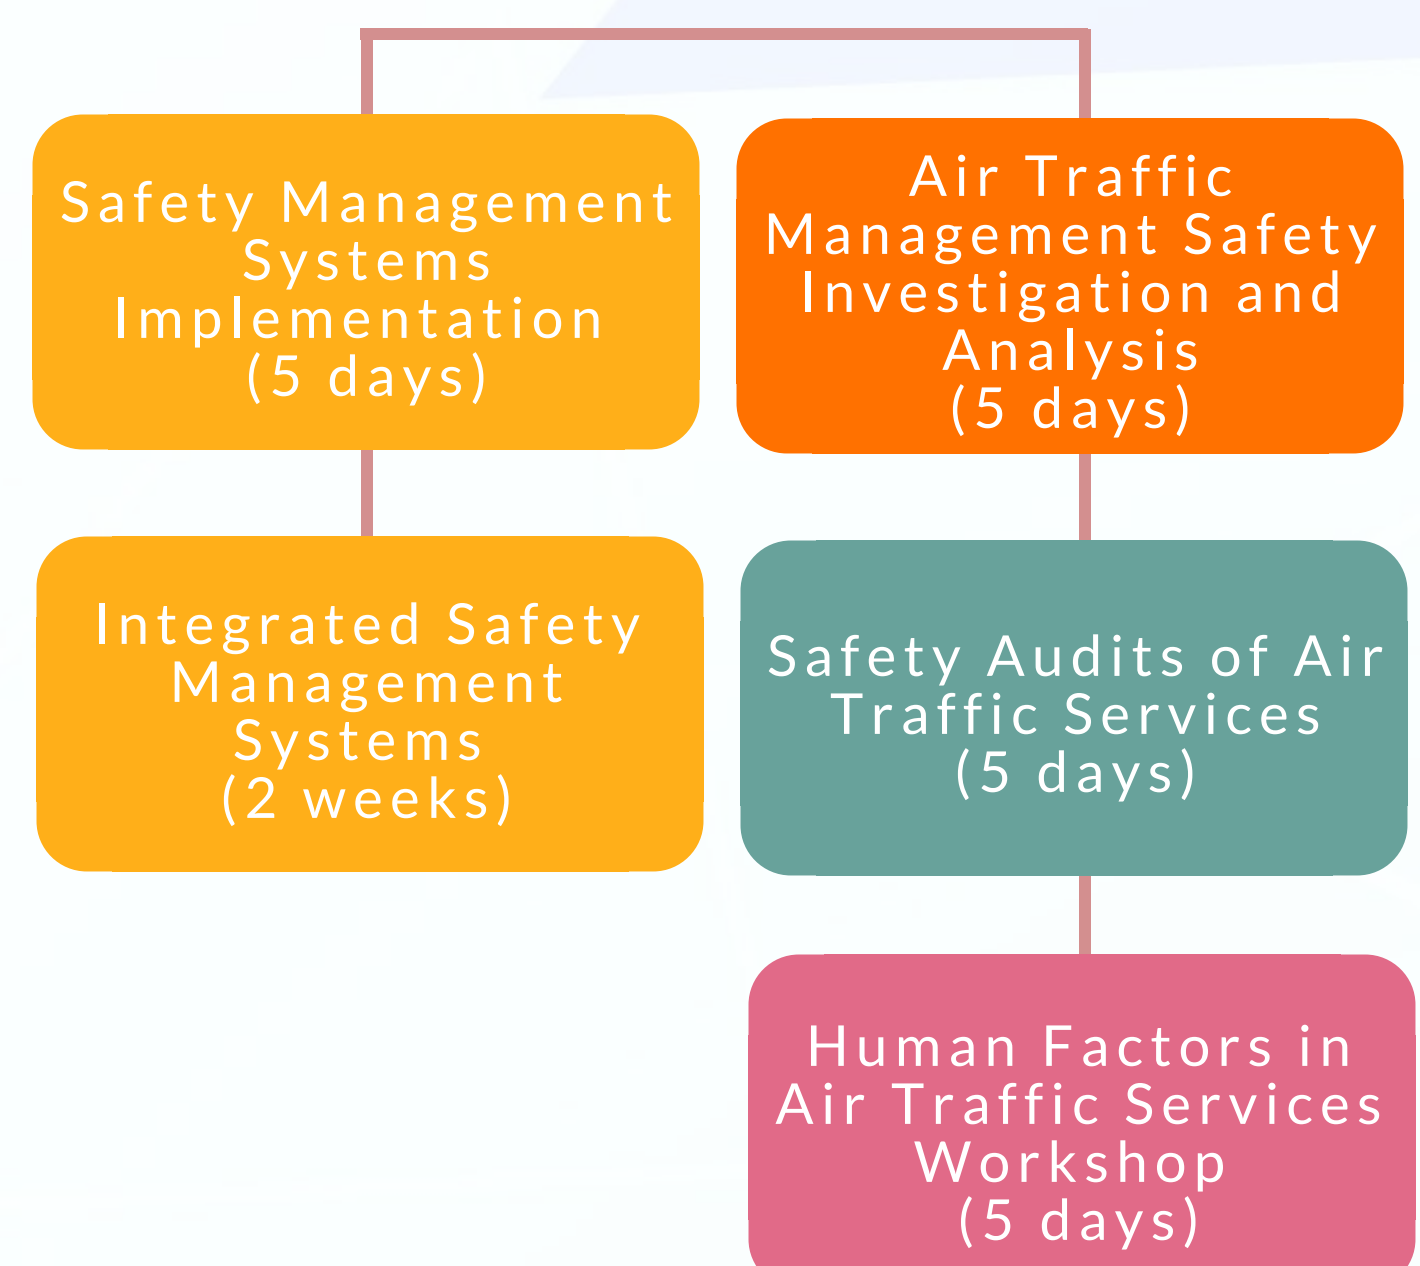 Safety Management
Systems
Implementation
(5 days)
Air Traffic
Management Safety
Investigation and
Analysis
(5 days)
Integrated Safety
Management
Systems
(2 weeks)
Safety Audits of Air
Traffic Services
(5 days)
Human Factors in
Air Traffic Services
Workshop
(5 days)